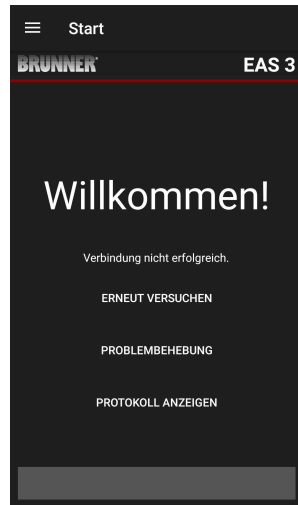 Start
BRUNNER EAS 3
Willkommen!
Verbindung nicht erfolgreich.
ERNEUT VERSUCHEN
PROBLEMBEHEBUNG
PROTOKOLL ANZEIGEN